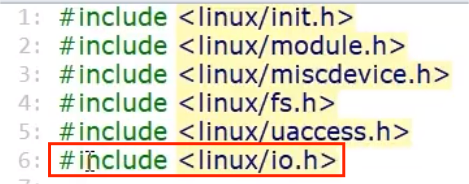 1: #include <linux/init.h>
2: #include <linux/module.h>
3: #include <linux/miscdevice.h>
4: #include <linux/fs.h>
5: #include <linux/uaccess.h>
6: #include <linux/io.h>